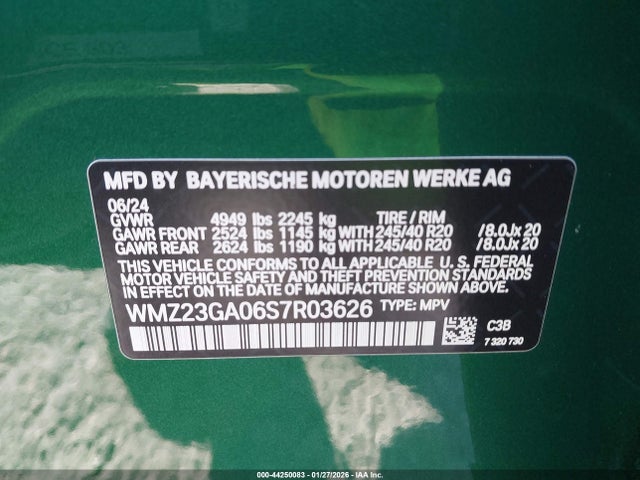 MFD BY BAYERISCHE MOTOREN WERKE AG
06/24
GVWR 4949 lbs 2245 kg TIRE / RIM
GAWR FRONT 2524 lbs 1145 kg WITH 245/40 R20 /8.0Jx20
GAWR REAR 2624 lbs 1190 kg WITH 245/40 R20 /8.0Jx20
THIS VEHICLE CONFORMS TO ALL APPLICABLE U. S. FEDERAL
MOTOR VEHICLE SAFETY AND THEFT PREVENTION STANDARDS
IN EFFECT ON THE DATE OF MANUFACTURE SHOWN ABOVE.
WMZ23GA06S7R03626 TYPE: MPV
C3B
7 320 730
000-44250083 - 01/27/2026 - IAA Inc.